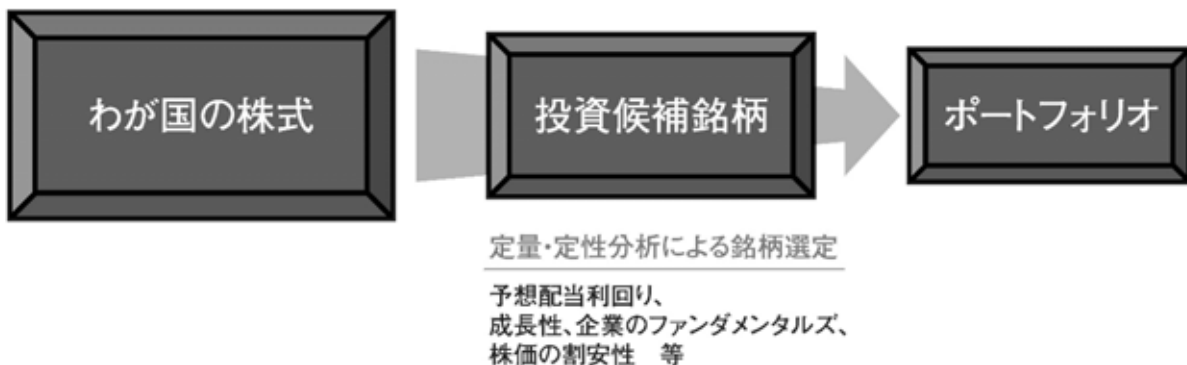 わが国の株式
投資候補銘柄
ポートフォリオ
定量・定性分析による銘柄選定
予想配当利回り、
成長性、企業のファンダメンタルズ、
株価の割安性　等